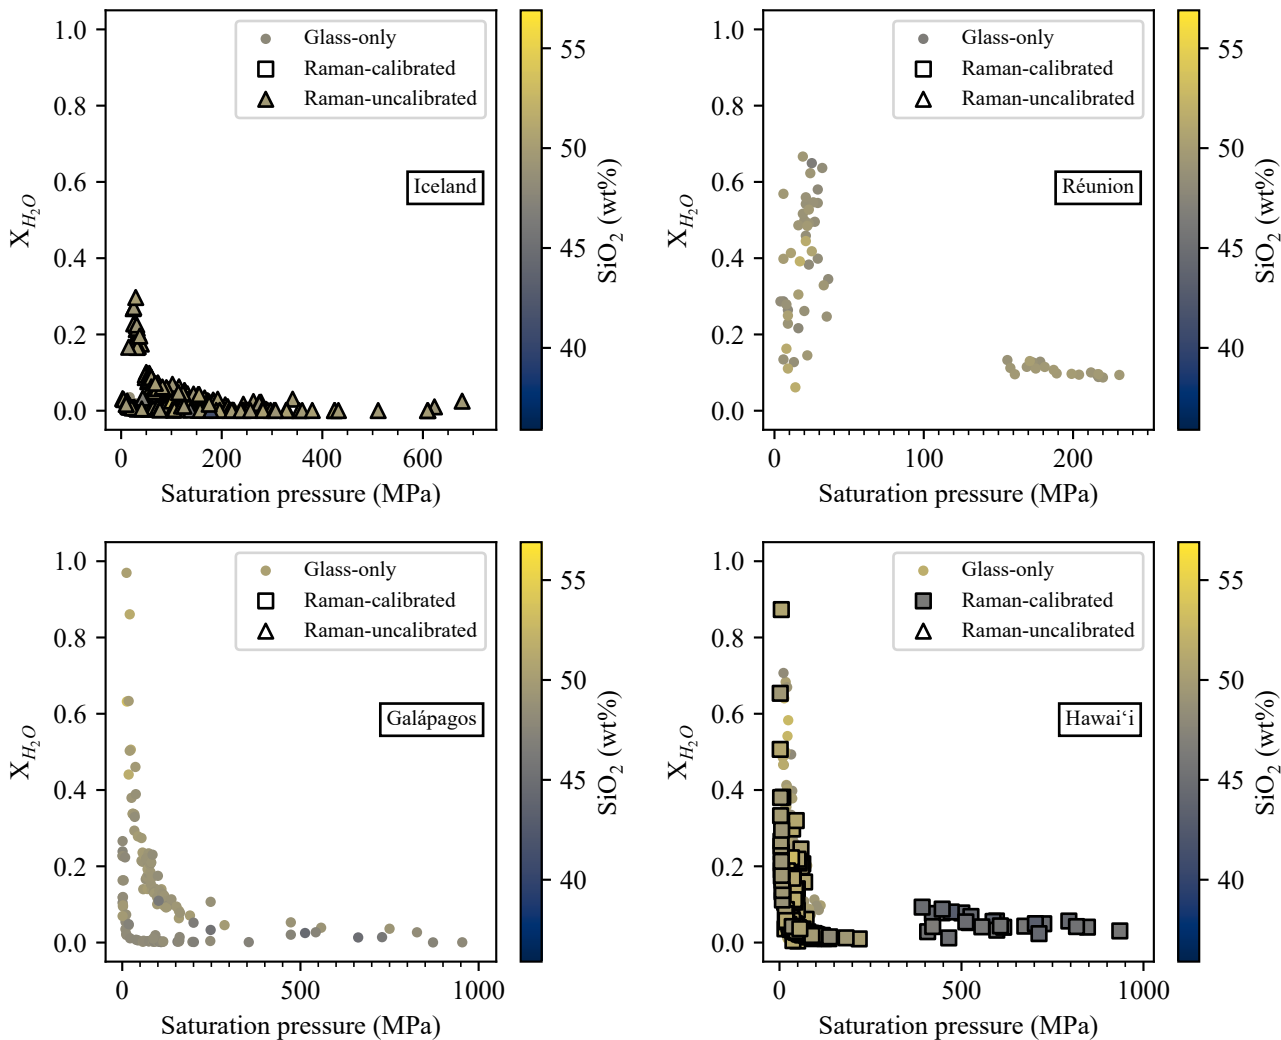 Glass-only
Raman-calibrated
Raman-uncalibrated
Iceland
1.0
0.8
0.6
0.4
0.2
0.0
X_{H_2O}
0 200 400 600
Saturation pressure (MPa)
55
50
45
40
SiO₂ (wt%)
Glass-only
Raman-calibrated
Raman-uncalibrated
Réunion
1.0
0.8
0.6
0.4
0.2
0.0
X_{H_2O}
0 100 200
Saturation pressure (MPa)
55
50
45
40
SiO₂ (wt%)
Glass-only
Raman-calibrated
Raman-uncalibrated
Galápagos
1.0
0.8
0.6
0.4
0.2
0.0
X_{H_2O}
0 500 1000
Saturation pressure (MPa)
55
50
45
40
SiO₂ (wt%)
Glass-only
Raman-calibrated
Raman-uncalibrated
Hawaiʻi
1.0
0.8
0.6
0.4
0.2
0.0
X_{H_2O}
0 500 1000
Saturation pressure (MPa)
55
50
45
40
SiO₂ (wt%)